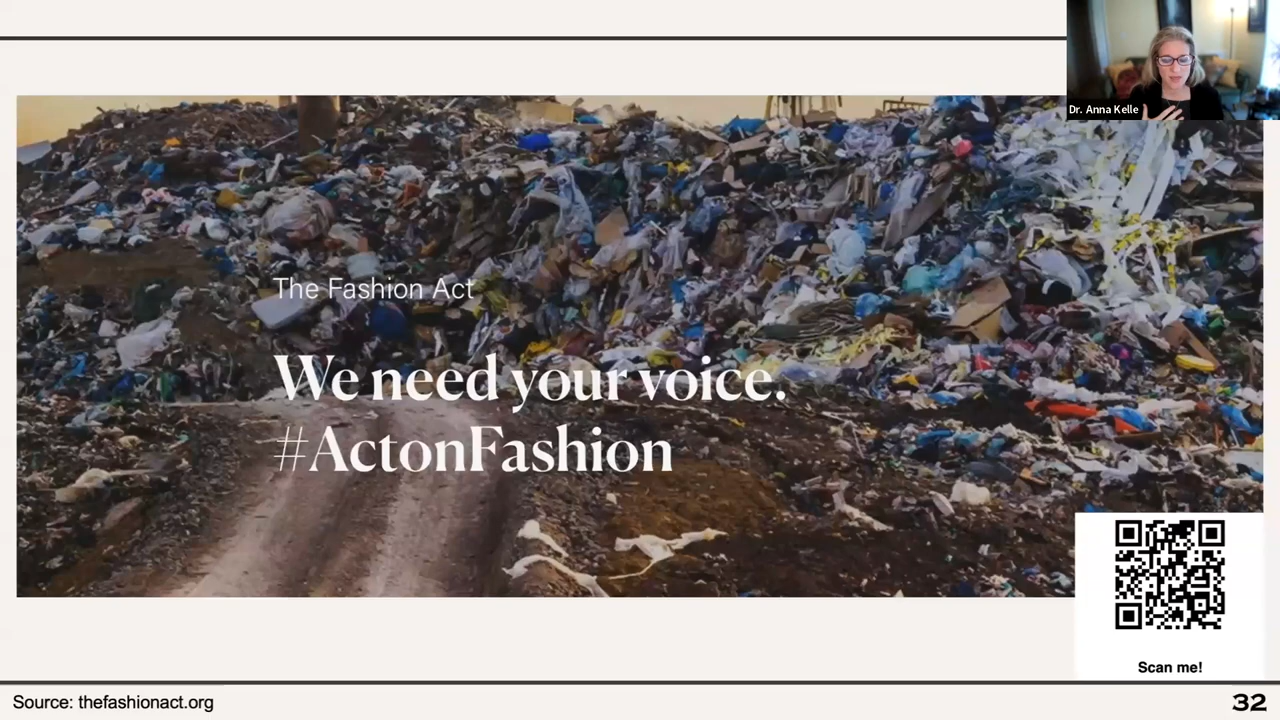 Dr. Anna Kelle
The Fashion Act
We need your voice.
#ActonFashion
Scan me!
Source: thefashionact.org
32